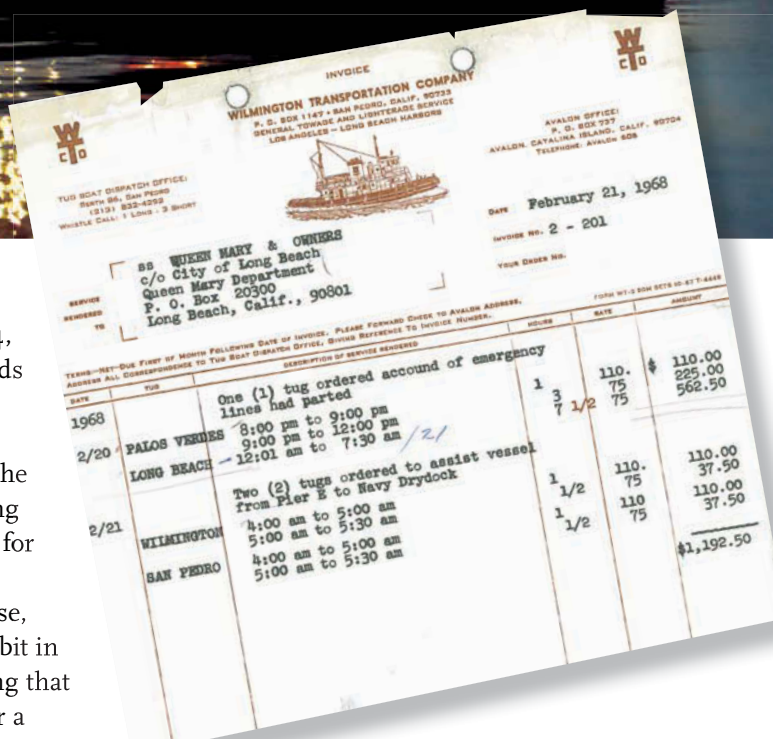 INVOICE
WILMINGTON TRANSPORTATION COMPANY
P. O. BOX 1147 • SAN PEDRO, CALIF. 90733
GENERAL TOWAGE AND LIGHTERAGE SERVICE
LOS ANGELES — LONG BEACH HARBORS
W
C T O
W
C T O
TUG BOAT DISPATCH OFFICE:
BERTH 86, SAN PEDRO
(213) 832-4292
WHISTLE CALL: 1 LONG - 3 SHORT
AVALON OFFICE:
P. O. BOX 737
AVALON, CATALINA ISLAND, CALIF. 90704
TELEPHONE: AVALON 505
DATE February 21, 1968
INVOICE NO. 2 - 201
YOUR ORDER NO.
SERVICE
RENDERED
TO
ss QUEEN MARY & OWNERS
c/o City of Long Beach
Queen Mary Department
P. O. Box 20300
Long Beach, Calif., 90801
TERMS—NET DUE FIRST OF MONTH FOLLOWING DATE OF INVOICE. PLEASE FORWARD CHECK TO AVALON ADDRESS.
ADDRESS ALL CORRESPONDENCE TO TUG BOAT DISPATCH OFFICE, GIVING REFERENCE TO INVOICE NUMBER.
DATE TUG DESCRIPTION OF SERVICE RENDERED HOURS RATE AMOUNT
1968 One (1) tug ordered accound of emergency
lines had parted
2/20 PALOS VERDES 8:00 pm to 9:00 pm 1 110. $ 110.00
9:00 pm to 12:00 pm 3 75 225.00
LONG BEACH - 12:01 am to 7:30 am /21 7 1/2 75 562.50
Two (2) tugs ordered to assist vessel
from Pier E to Navy Drydock
2/21 WILMINGTON 4:00 am to 5:00 am 1 110. 110.00
5:00 am to 5:30 am 1/2 75 37.50
SAN PEDRO 4:00 am to 5:00 am 1 110 110.00
5:00 am to 5:30 am 1/2 75 37.50
$1,192.50
4,
ds
he
ng
for
se,
bit in
ng that
r a